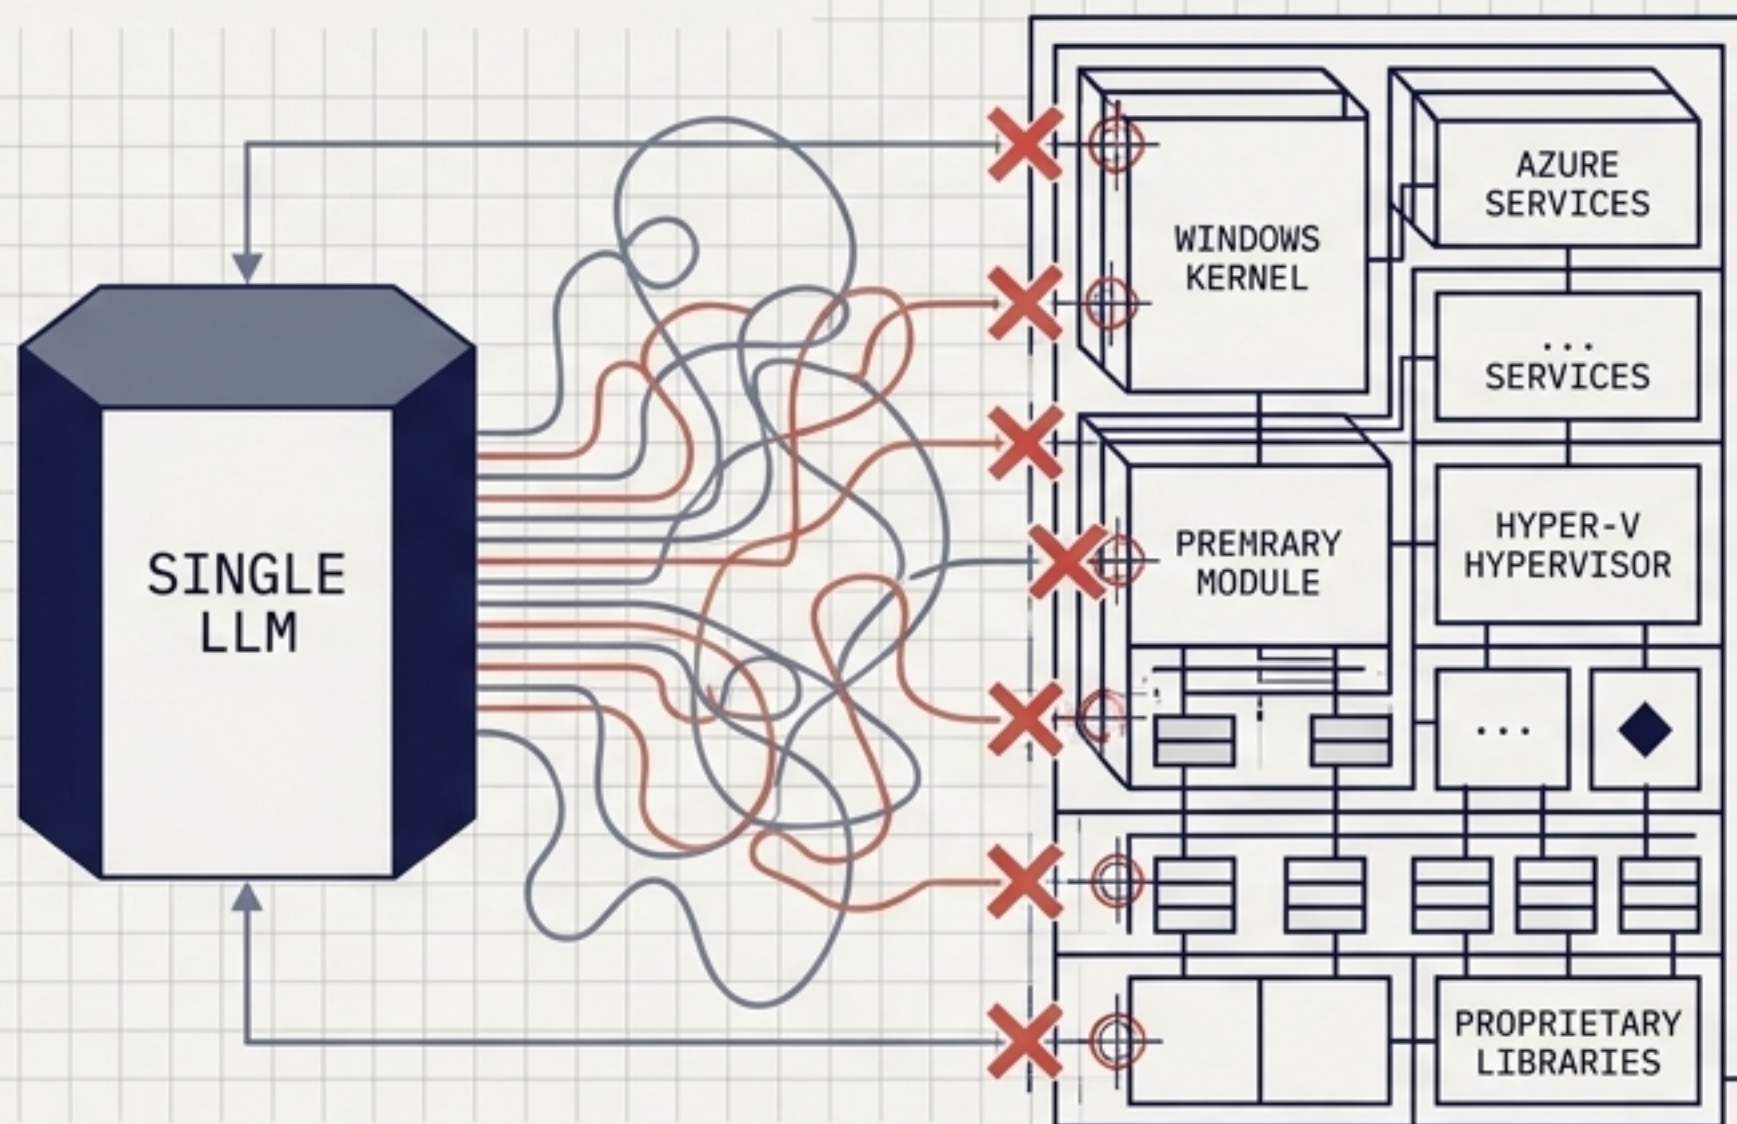 SINGLE
LLM
WINDOWS
KERNEL
AZURE
SERVICES
...
SERVICES
PREMRARY
MODULE
HYPER-V
HYPERVISOR
...
PROPRIETARY
LIBRARIES